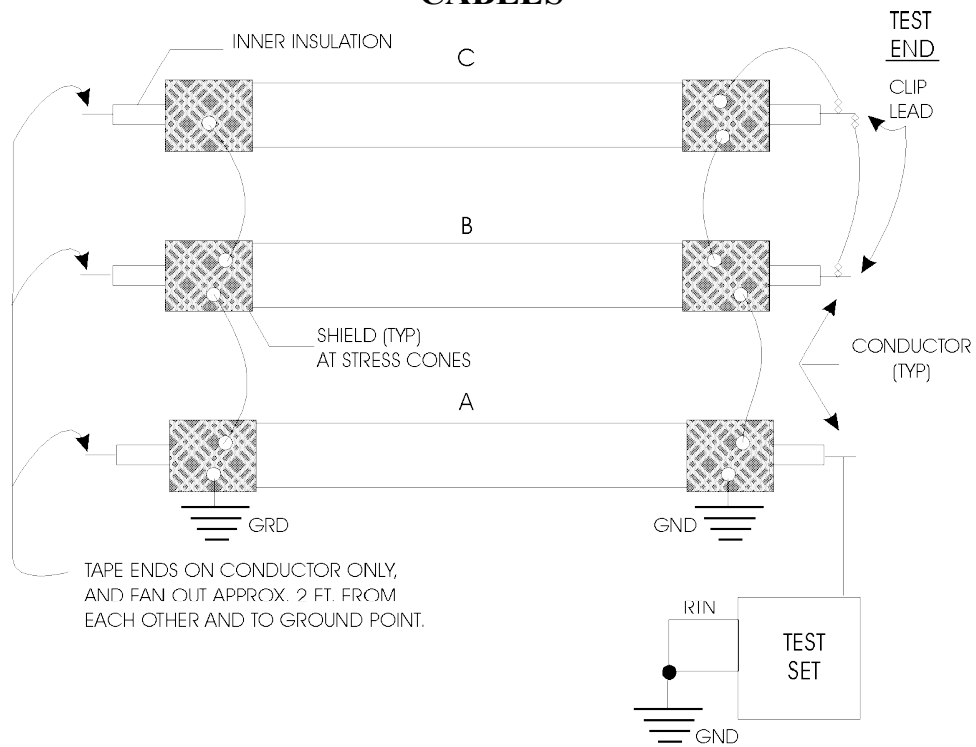 CABLES
TEST
END
INNER INSULATION
C
CLIP
LEAD
B
SHIELD (TYP)
AT STRESS CONES
CONDUCTOR
(TYP)
A
GRD
GND
TAPE ENDS ON CONDUCTOR ONLY,
AND FAN OUT APPROX. 2 FT. FROM
EACH OTHER AND TO GROUND POINT.
RTN
TEST
SET
GND